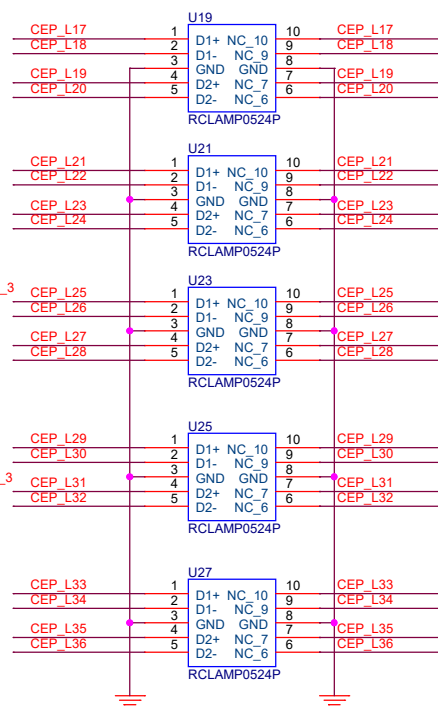 U19
CEP_L17 1 D1+ NC_10 10 CEP_L17
CEP_L18 2 D1- NC_9 9 CEP_L18
3 GND GND 8
CEP_L19 4 D2+ NC_7 7 CEP_L19
CEP_L20 5 D2- NC_6 6 CEP_L20
RCLAMP0524P
U21
CEP_L21 1 D1+ NC_10 10 CEP_L21
CEP_L22 2 D1- NC_9 9 CEP_L22
3 GND GND 8
CEP_L23 4 D2+ NC_7 7 CEP_L23
CEP_L24 5 D2- NC_6 6 CEP_L24
RCLAMP0524P
U23
_3
CEP_L25 1 D1+ NC_10 10 CEP_L25
CEP_L26 2 D1- NC_9 9 CEP_L26
3 GND GND 8
CEP_L27 4 D2+ NC_7 7 CEP_L27
CEP_L28 5 D2- NC_6 6 CEP_L28
RCLAMP0524P
U25
CEP_L29 1 D1+ NC_10 10 CEP_L29
CEP_L30 2 D1- NC_9 9 CEP_L30
_3 3 GND GND 8
CEP_L31 4 D2+ NC_7 7 CEP_L31
CEP_L32 5 D2- NC_6 6 CEP_L32
RCLAMP0524P
U27
CEP_L33 1 D1+ NC_10 10 CEP_L33
CEP_L34 2 D1- NC_9 9 CEP_L34
3 GND GND 8
CEP_L35 4 D2+ NC_7 7 CEP_L35
CEP_L36 5 D2- NC_6 6 CEP_L36
RCLAMP0524P